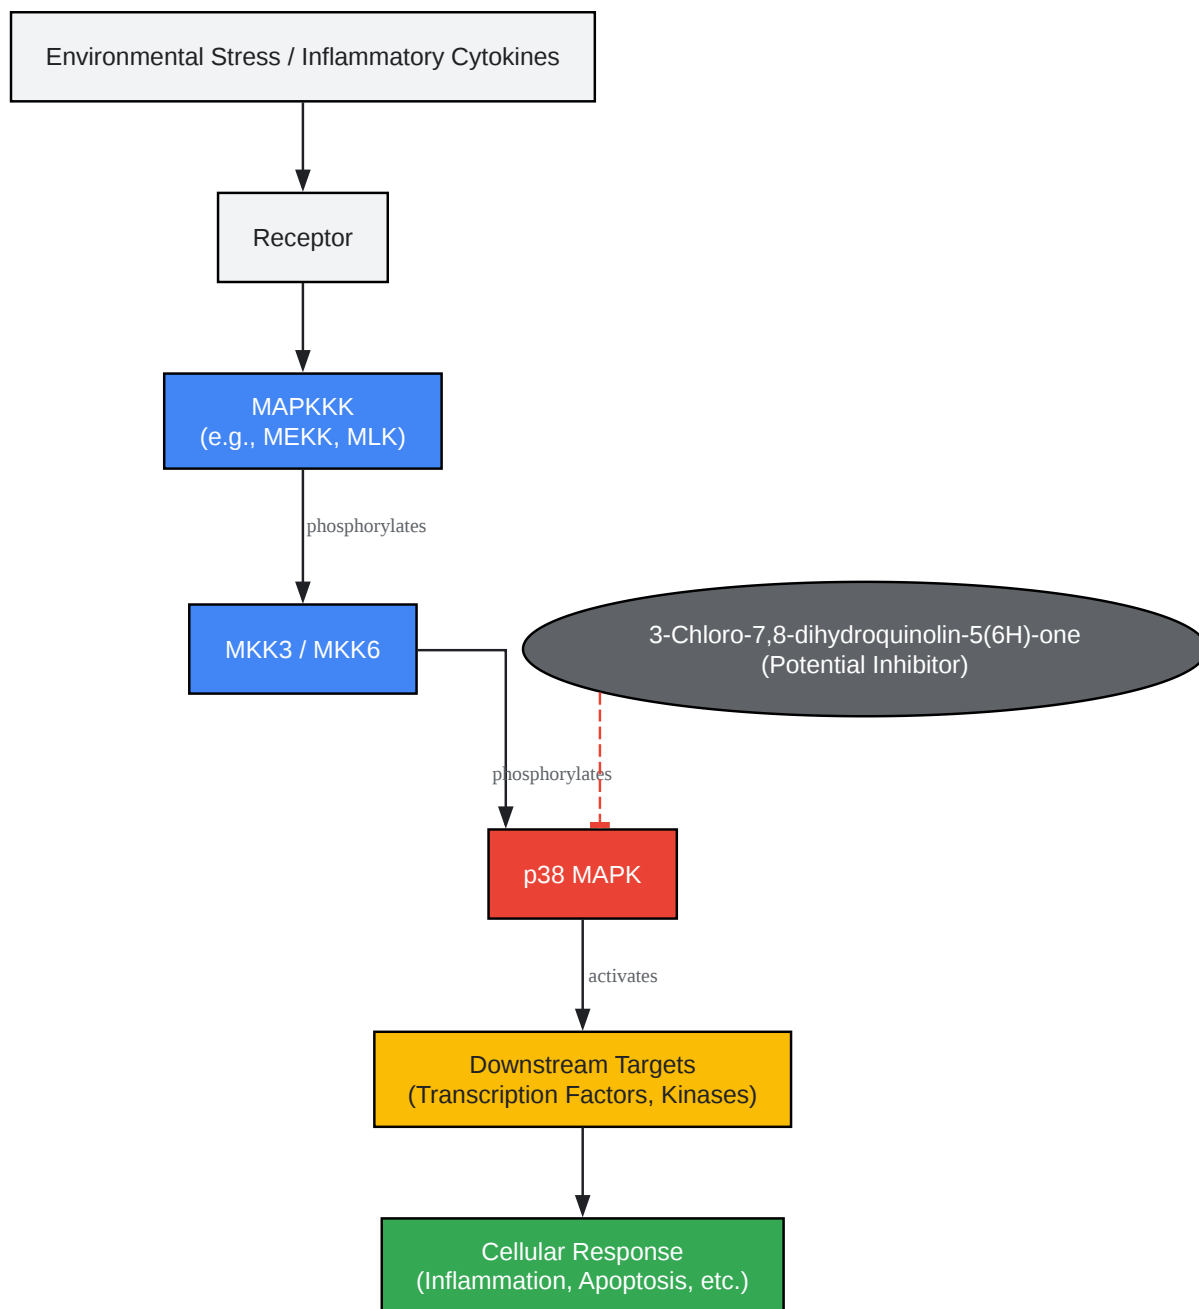 Environmental Stress / Inflammatory Cytokines
Receptor
MAPKKK
(e.g., MEKK, MLK)
phosphorylates
MKK3 / MKK6
3-Chloro-7,8-dihydroquinolin-5(6H)-one
(Potential Inhibitor)
phosphorylates
p38 MAPK
activates
Downstream Targets
(Transcription Factors, Kinases)
Cellular Response
(Inflammation, Apoptosis, etc.)